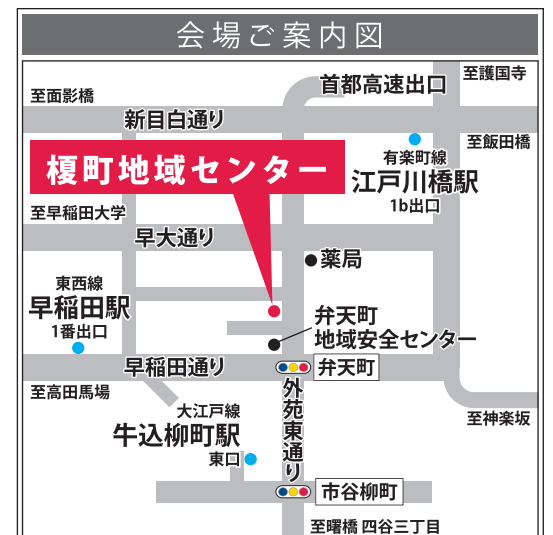 会場ご案内図
首都高速出口
至護国寺
至面影橋
新目白通り
至飯田橋
有楽町線
江戸川橋駅
1b出口
榎町地域センター
至早稲田大学
早大通り
薬局
東西線
早稲田駅
1番出口
弁天町
地域安全センター
早稲田通り
弁天町
至高田馬場
外苑東通り
大江戸線
牛込柳町駅
東口
至神楽坂
市谷柳町
至曙橋 四谷三丁目